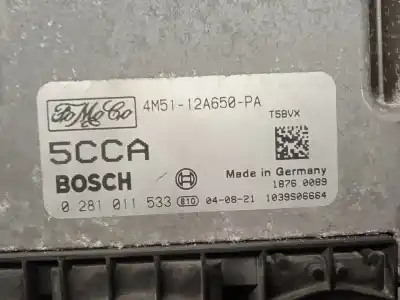 FoMoCo 4M51-12A650-PA
T5BVX
5CCA
BOSCH Made in Germany
1876 0089
0 281 011 533 810 04-08-21 1039S06664